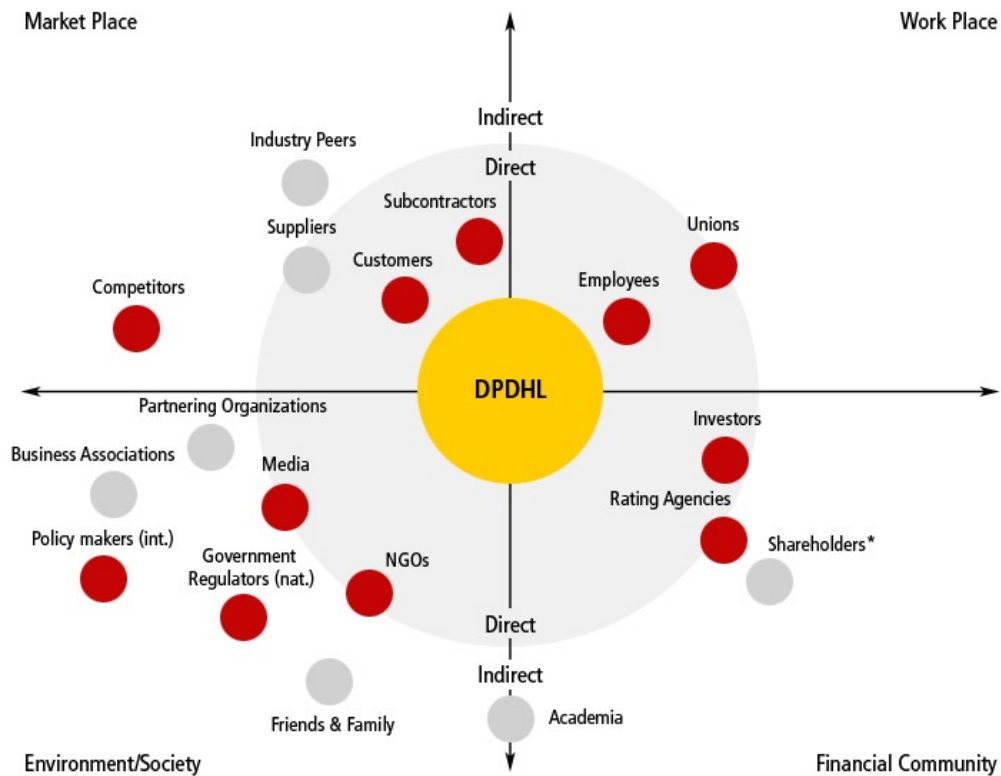 Market Place
Work Place
Indirect
Industry Peers
Direct
Subcontractors
Suppliers
Unions
Customers
Employees
Competitors
DPDHL
Partnering Organizations
Investors
Business Associations
Media
Rating Agencies
Policy makers (int.)
Shareholders*
Government
Regulators (nat.)
NGOs
Direct
Indirect
Friends & Family
Academia
Environment/Society
Financial Community